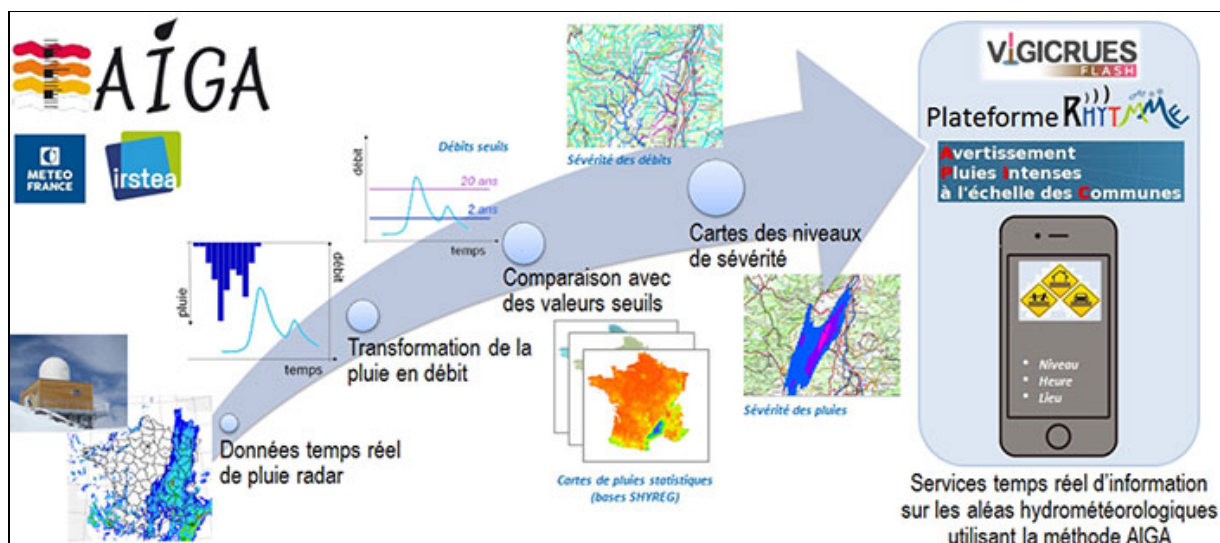 AIGA
METEO
FRANCE
irstea
Données temps réel
de pluie radar
pluie
débit
temps
Transformation de la
pluie en débit
débit
Débits seuils
20 ans
2 ans
temps
Comparaison avec
des valeurs seuils
Cartes de pluies statistiques
(bases SHYREG)
Sévérité des débits
Cartes des niveaux
de sévérité
Sévérité des pluies
VIGICRUES
FLASH
Plateforme RHYTMME
Avertissement
Pluies Intenses
à l'échelle des Communes
Niveau
Heure
Lieu
Services temps réel d'information
sur les aléas hydrométéorologiques
utilisant la méthode AIGA